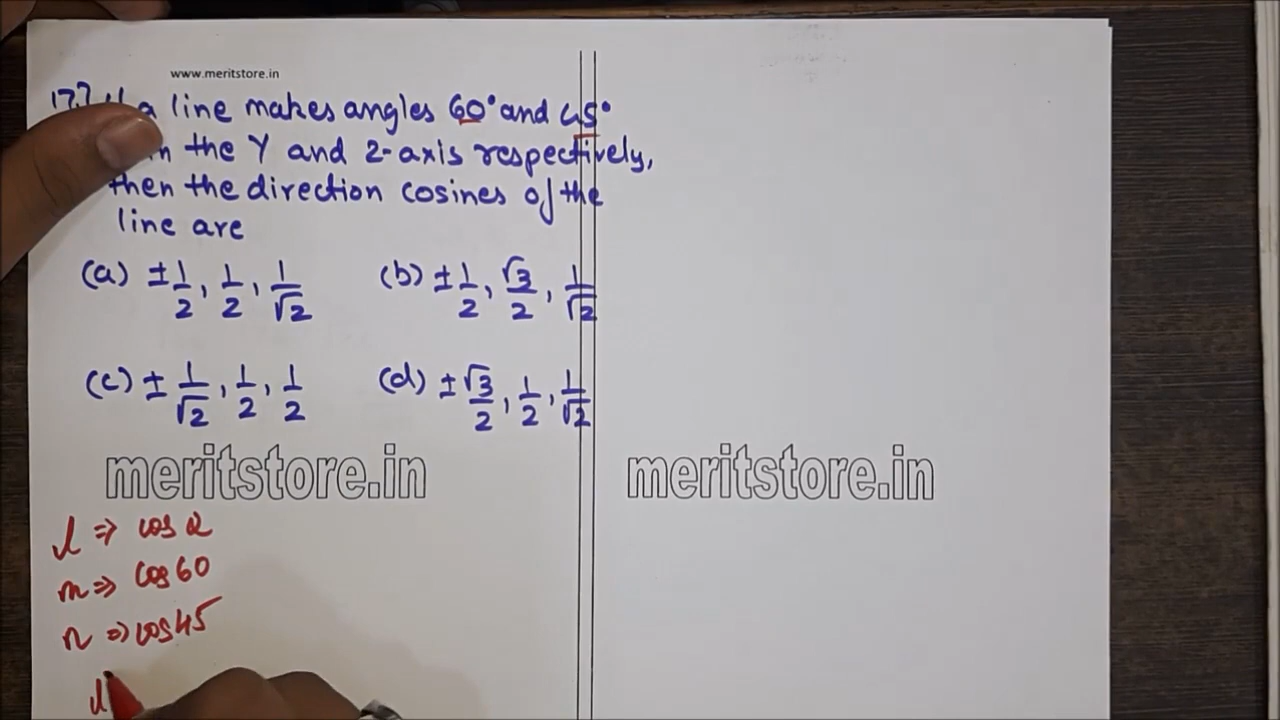 www.meritstore.in
a line makes angles 60° and 45°
the Y and Z-axis respectively,
then the direction cosines of the
line are
(a) ±1/2, 1/2, 1/√2 (b) ±1/2, √3/2, 1/√2
(c) ±1/√2, 1/2, 1/2 (d) ±√3/2, 1/2, 1/√2
meritstore.in meritstore.in
l ⇒ cos α
m ⇒ cos 60
n ⇒ cos 45
l